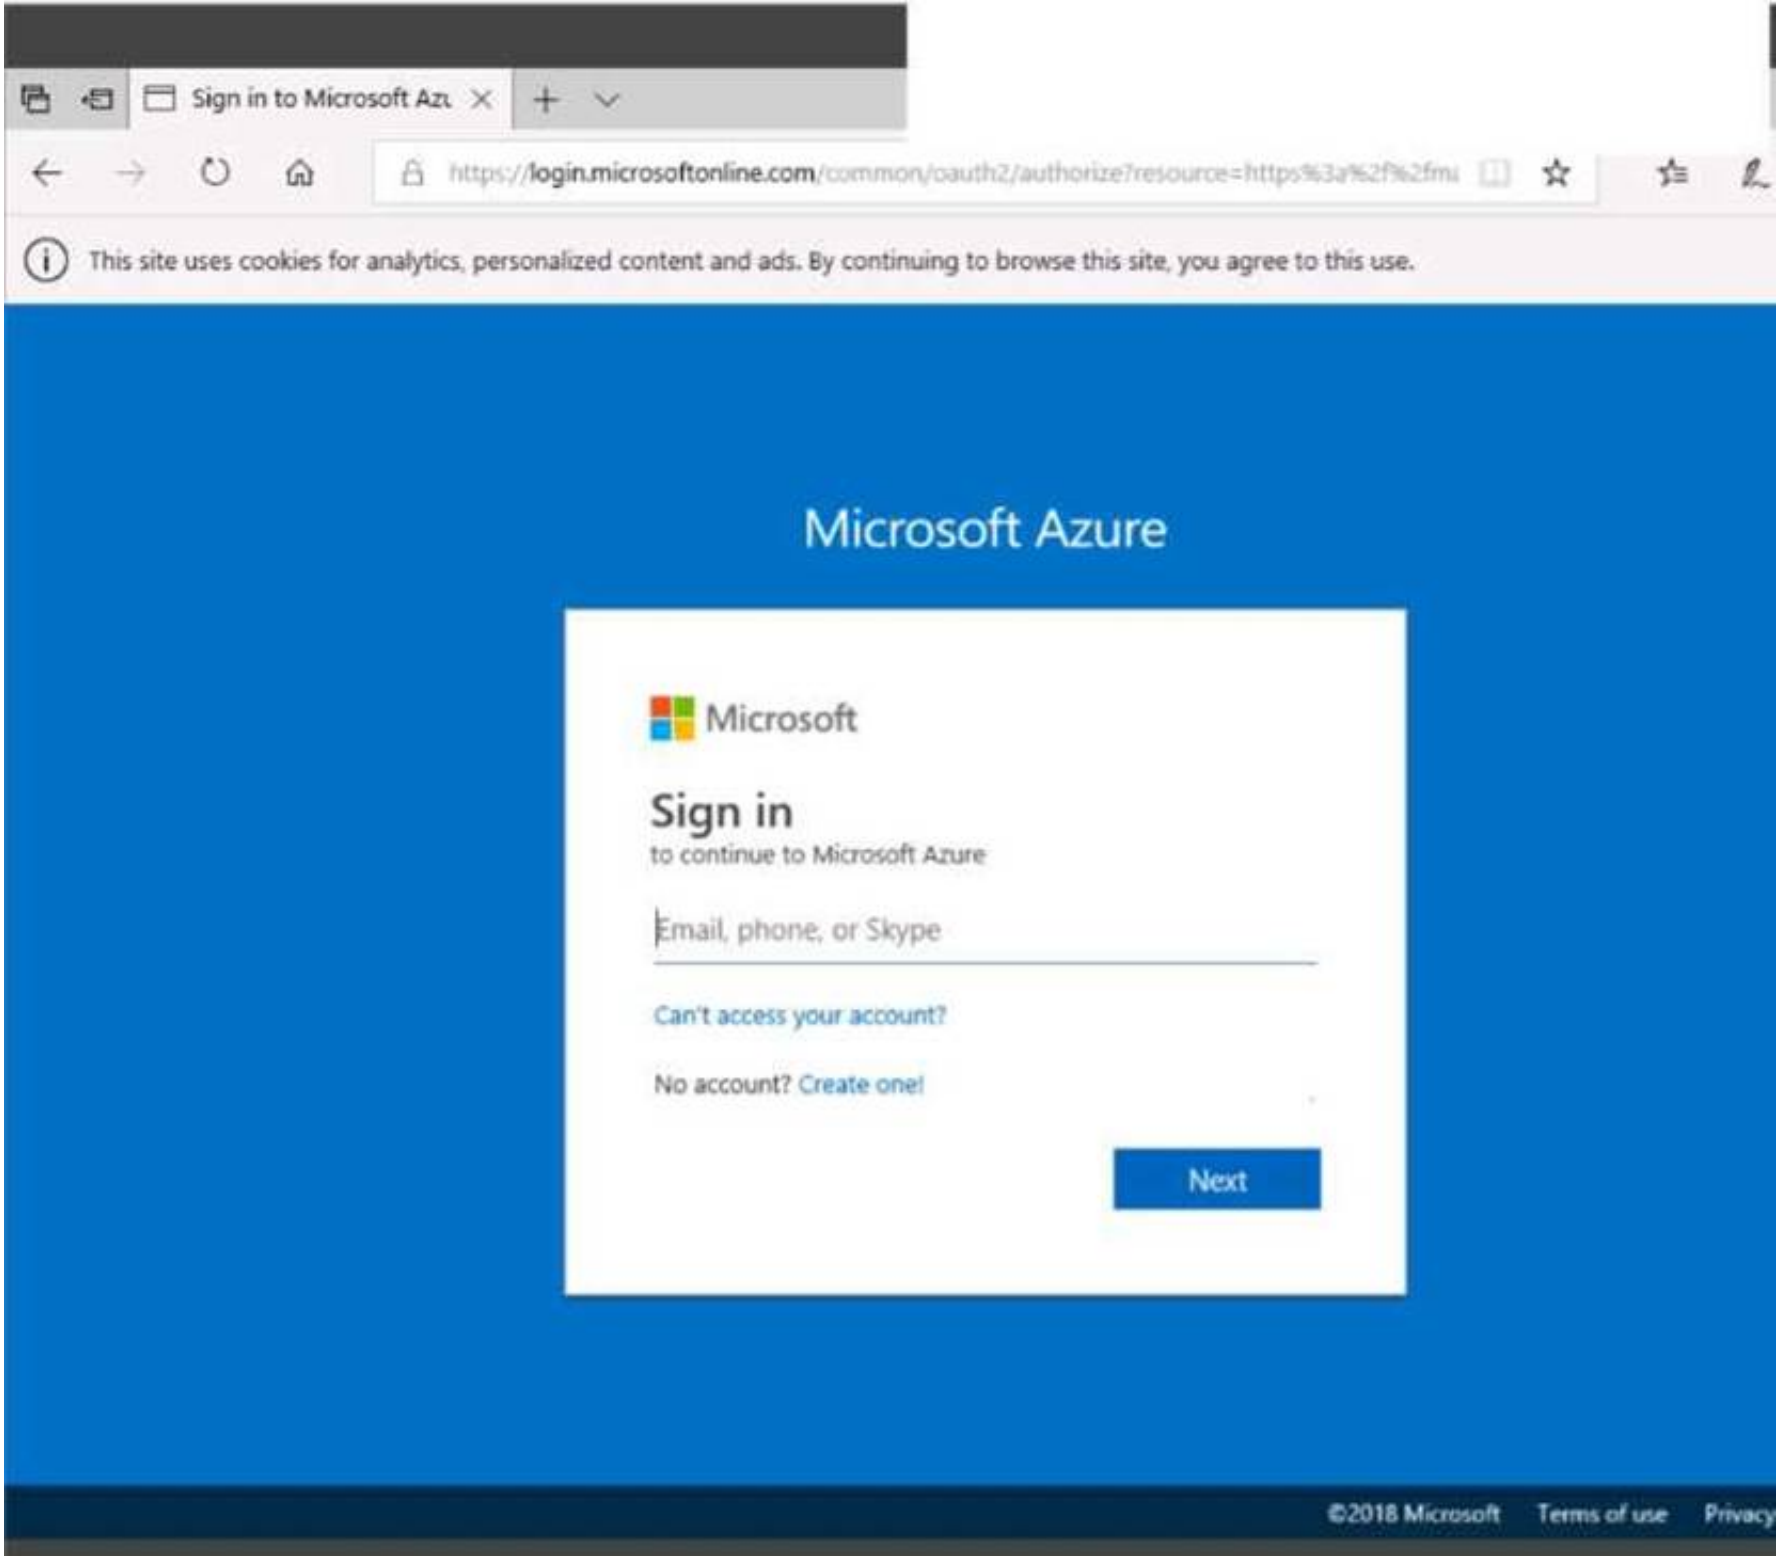 Sign in to Microsoft Azu
https://login.microsoftonline.com/common/oauth2/authorize?resource=https%3a%2f%2fma
This site uses cookies for analytics, personalized content and ads. By continuing to browse this site, you agree to this use.
Microsoft Azure
Microsoft
Sign in
to continue to Microsoft Azure
Email, phone, or Skype
Can't access your account?
No account? Create one!
Next
©2018 Microsoft Terms of use Privacy